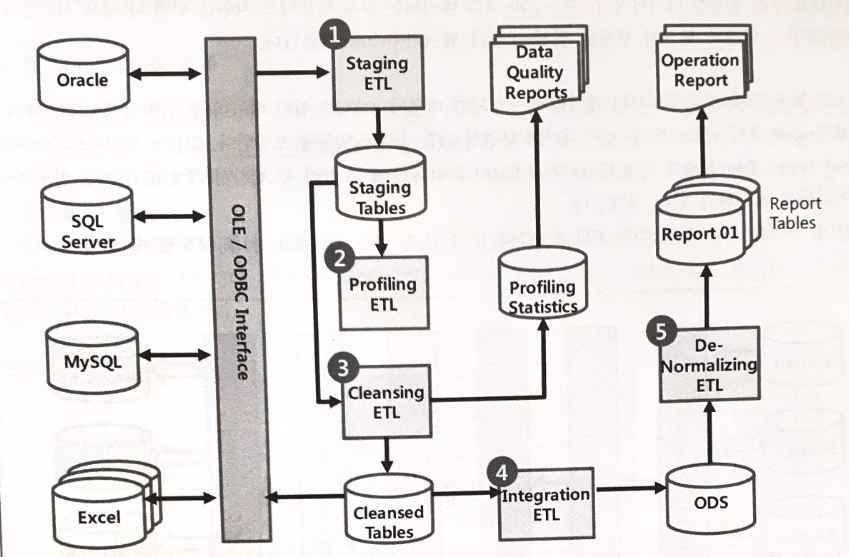 Oracle
SQL
Server
MySQL
Excel
OLE / ODBC Interface
1
Staging
ETL
Staging
Tables
2
Profiling
ETL
3
Cleansing
ETL
Cleansed
Tables
Data
Quality
Reports
Profiling
Statistics
4
Integration
ETL
Operation
Report
Report 01
Report
Tables
5
De-
Normalizing
ETL
ODS